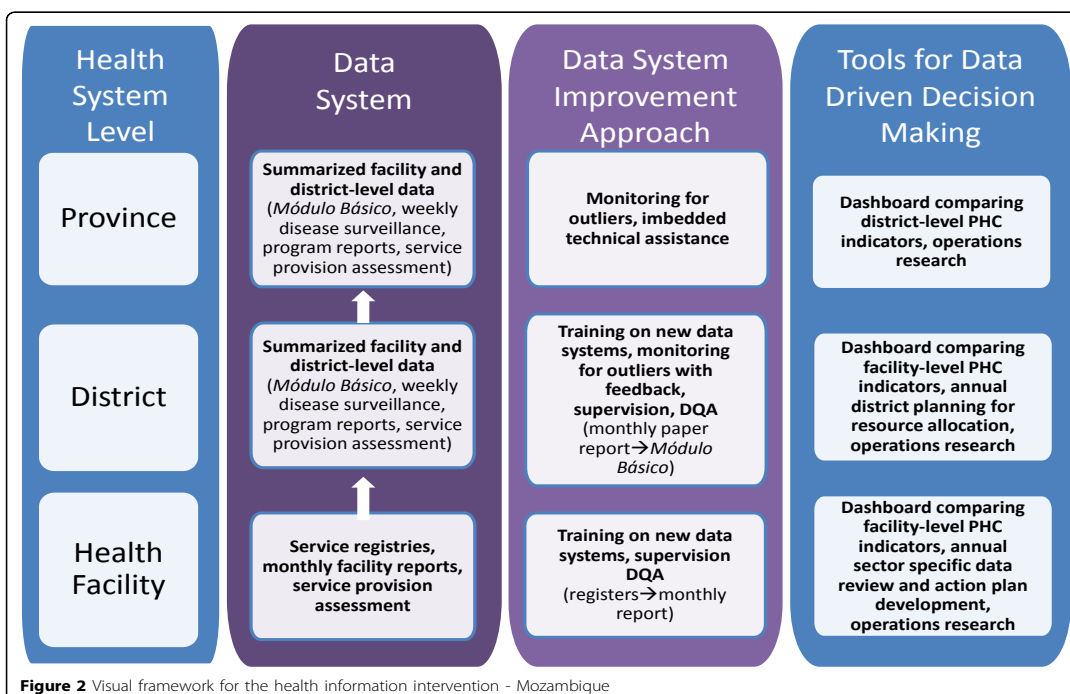 Health
System
Level
Province
District
Health
Facility
Data
System
Summarized facility and
district-level data
(Módulo Básico, weekly
disease surveillance,
program reports, service
provision assessment)
Summarized facility and
district-level data
(Módulo Básico, weekly
disease surveillance,
program reports, service
provision assessment)
Service registries,
monthly facility reports,
service provision
assessment
Data System
Improvement
Approach
Monitoring for
outliers, imbedded
technical assistance
Training on new data
systems, monitoring
for outliers with
feedback,
supervision, DQA
(monthly paper
report→Módulo
Básico)
Training on new data
systems, supervision
DQA
(registers→monthly
report)
Tools for Data
Driven Decision
Making
Dashboard comparing
district-level PHC
indicators, operations
research
Dashboard comparing
facility-level PHC
indicators, annual
district planning for
resource allocation,
operations research
Dashboard comparing
facility-level PHC
indicators, annual
sector specific data
review and action plan
development,
operations research
Figure 2 Visual framework for the health information intervention - Mozambique